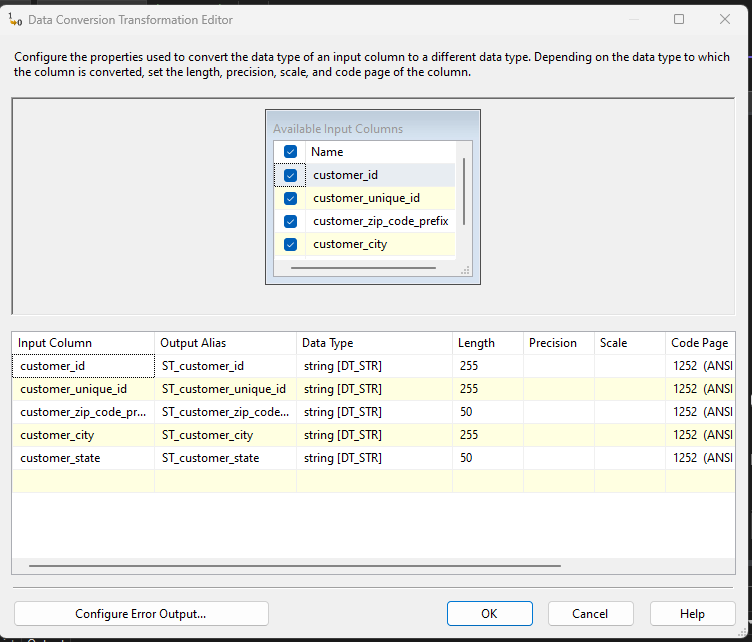 Data Conversion Transformation Editor
Configure the properties used to convert the data type of an input column to a different data type. Depending on the data type to which
the column is converted, set the length, precision, scale, and code page of the column.
Available Input Columns
Name
customer_id
customer_unique_id
customer_zip_code_prefix
customer_city
Input Column Output Alias Data Type Length Precision Scale Code Page
customer_id ST_customer_id string [DT_STR] 255 1252 (ANSI
customer_unique_id ST_customer_unique_id string [DT_STR] 255 1252 (ANSI
customer_zip_code_pr... ST_customer_zip_code... string [DT_STR] 50 1252 (ANSI
customer_city ST_customer_city string [DT_STR] 255 1252 (ANSI
customer_state ST_customer_state string [DT_STR] 50 1252 (ANSI
Configure Error Output... OK Cancel Help